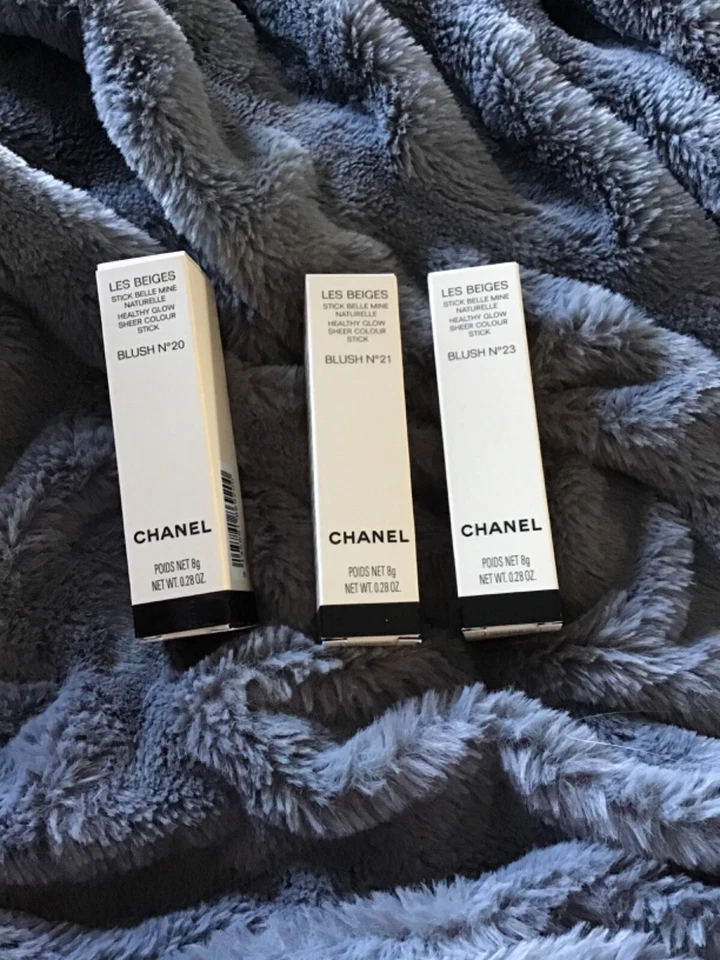 LES BEIGES
STICK BELLE MINE
NATURELLE
HEALTHY GLOW
SHEER COLOUR
STICK
BLUSH N°20
CHANEL
POIDS NET 8g
NET WT. 0.28 OZ.
LES BEIGES
STICK BELLE MINE
NATURELLE
HEALTHY GLOW
SHEER COLOUR
STICK
BLUSH N°21
CHANEL
POIDS NET 8g
NET WT. 0.28 OZ.
LES BEIGES
STICK BELLE MINE
NATURELLE
HEALTHY GLOW
SHEER COLOUR
STICK
BLUSH N°23
CHANEL
POIDS NET 8g
NET WT. 0.28 OZ.